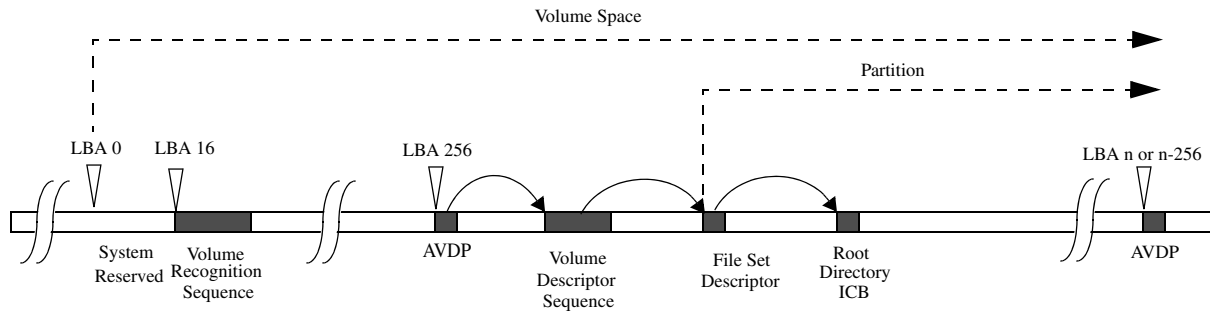 Volume Space
Partition
LBA 0
LBA 16
LBA 256
LBA n or n-256
System
Reserved
Volume
Recognition
Sequence
AVDP
Volume
Descriptor
Sequence
File Set
Descriptor
Root
Directory
ICB
AVDP